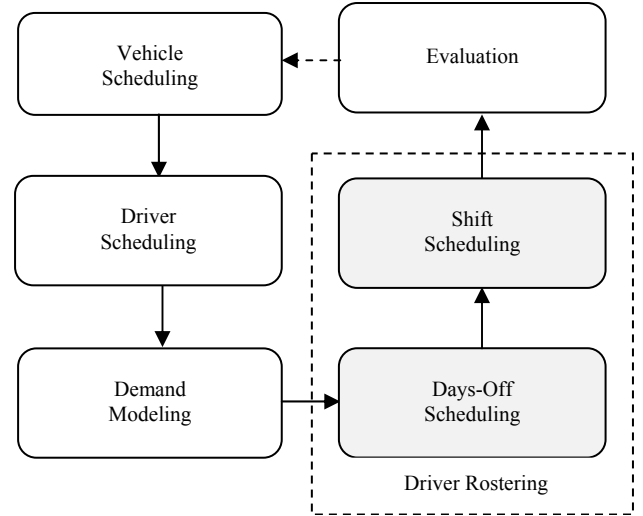 Vehicle
Scheduling
Evaluation
Driver
Scheduling
Shift
Scheduling
Demand
Modeling
Days-Off
Scheduling
Driver Rostering